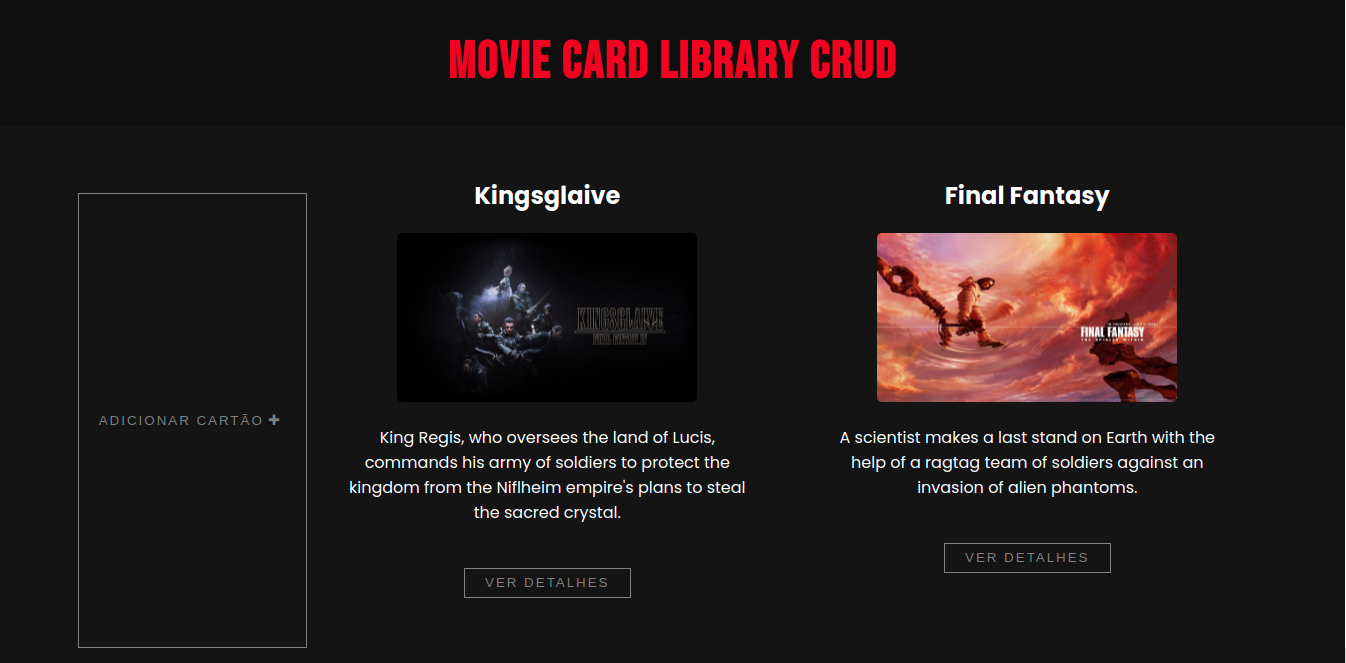 MOVIE CARD LIBRARY CRUD
ADICIONAR CARTÃO
Kingsglaive
KINGSGLAIVE
FINAL FANTASY XV
King Regis, who oversees the land of Lucis,
commands his army of soldiers to protect the
kingdom from the Niflheim empire's plans to steal
the sacred crystal.
VER DETALHES
Final Fantasy
FINAL FANTASY
THE SPIRITS WITHIN
A scientist makes a last stand on Earth with the
help of a ragtag team of soldiers against an
invasion of alien phantoms.
VER DETALHES